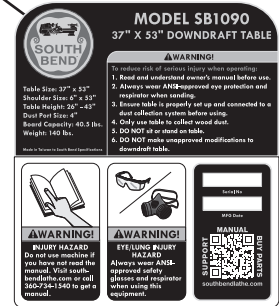 SOUTH BEND
MODEL SB1090
37" X 53" DOWNDRAFT TABLE
Table Size: 37" x 53"
Shoulder Size: 6" x 53"
Table Height: 26"–43"
Dust Port Size: 4"
Board Capacity: 40.5 lbs.
Weight: 140 lbs.
Made in Taiwan to South Bend Specifications
WARNING!
To reduce risk of serious injury when operating:
1. Read and understand owner's manual before use.
2. Always wear ANSI-approved eye protection and
respirator when sanding.
3. Ensure table is properly set up and connected to a
dust collection system before using.
4. Only use table to collect wood dust.
5. DO NOT sit or stand on table.
6. DO NOT make unapproved modifications to
downdraft table.
WARNING!
INJURY HAZARD
Do not use machine if
you have not read the
manual. Visit south-
bendlathe.com or call
360-734-1540 to get a
manual.
WARNING!
EYE/LUNG INJURY
HAZARD
Always wear ANSI-
approved safety
glasses and respirator
when using this
equipment.
Serial No
MFG Date
MANUAL
SUPPORT
BUY PARTS
southbendlathe.com